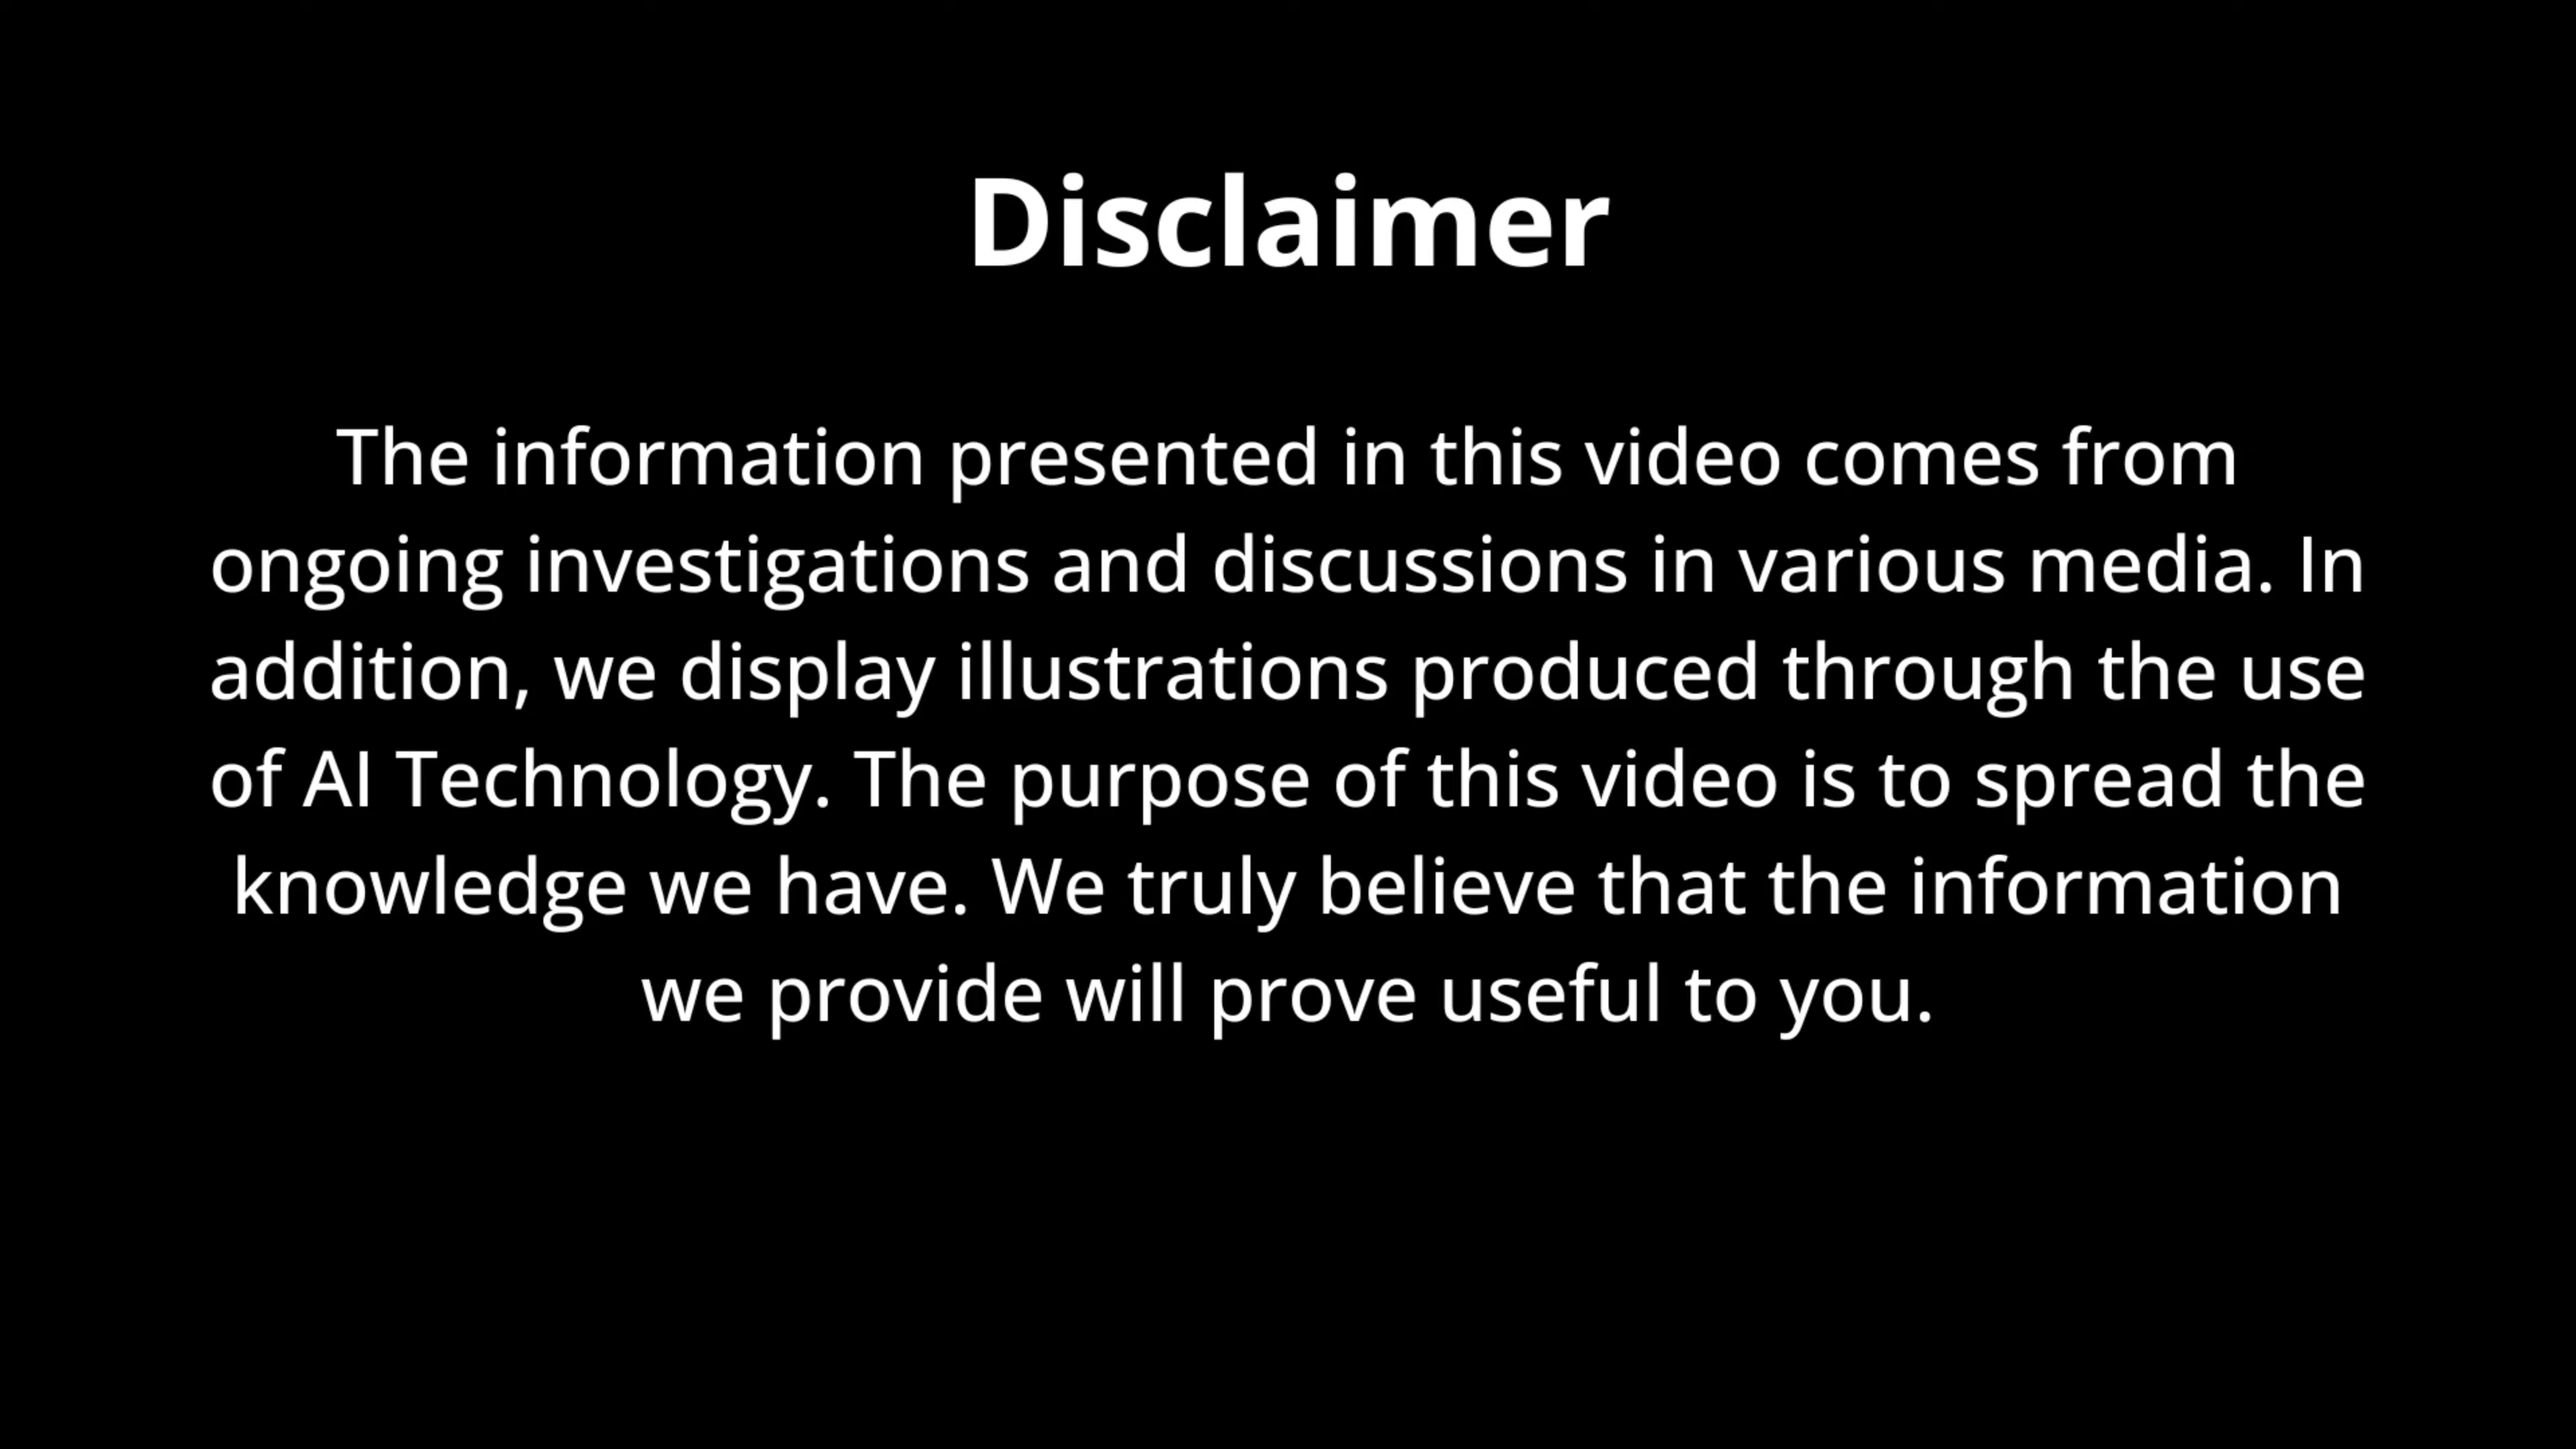 Disclaimer
The information presented in this video comes from
ongoing investigations and discussions in various media. In
addition, we display illustrations produced through the use
of AI Technology. The purpose of this video is to spread the
knowledge we have. We truly believe that the information
we provide will prove useful to you.